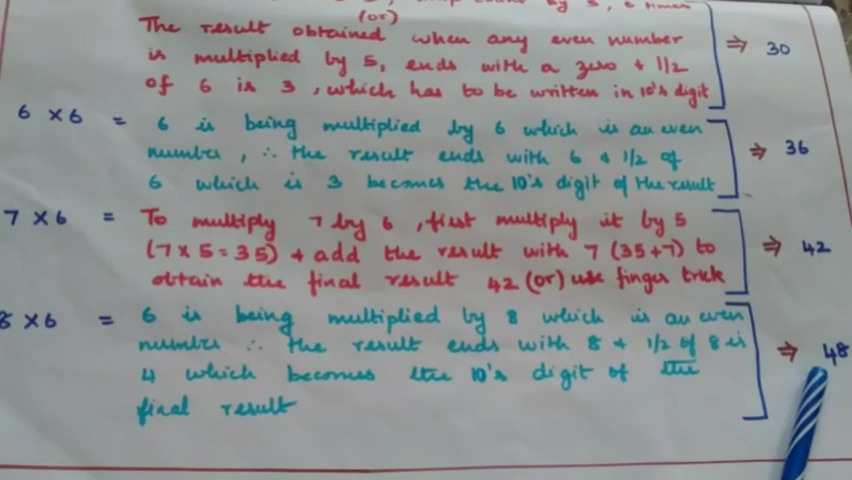 by 5, 6 times
(or)
The result obtained when any even number
is multiplied by 5, ends with a zero & 1/2 ⇒ 30
of 6 is 3, which has to be written in 10's digit
6 × 6 = 6 is being multiplied by 6 which is an even
number, ∴ the result ends with 6 & 1/2 of ⇒ 36
6 which is 3 becomes the 10's digit of the result
7 × 6 = To multiply 7 by 6, first multiply it by 5
(7 × 5 = 35) & add the result with 7 (35+7) to ⇒ 42
obtain the final result 42 (or) use finger trick
8 × 6 = 6 is being multiplied by 8 which is an even
number ∴ the result ends with 8 & 1/2 of 8 is ⇒ 48
4 which becomes the 10's digit of the
final result